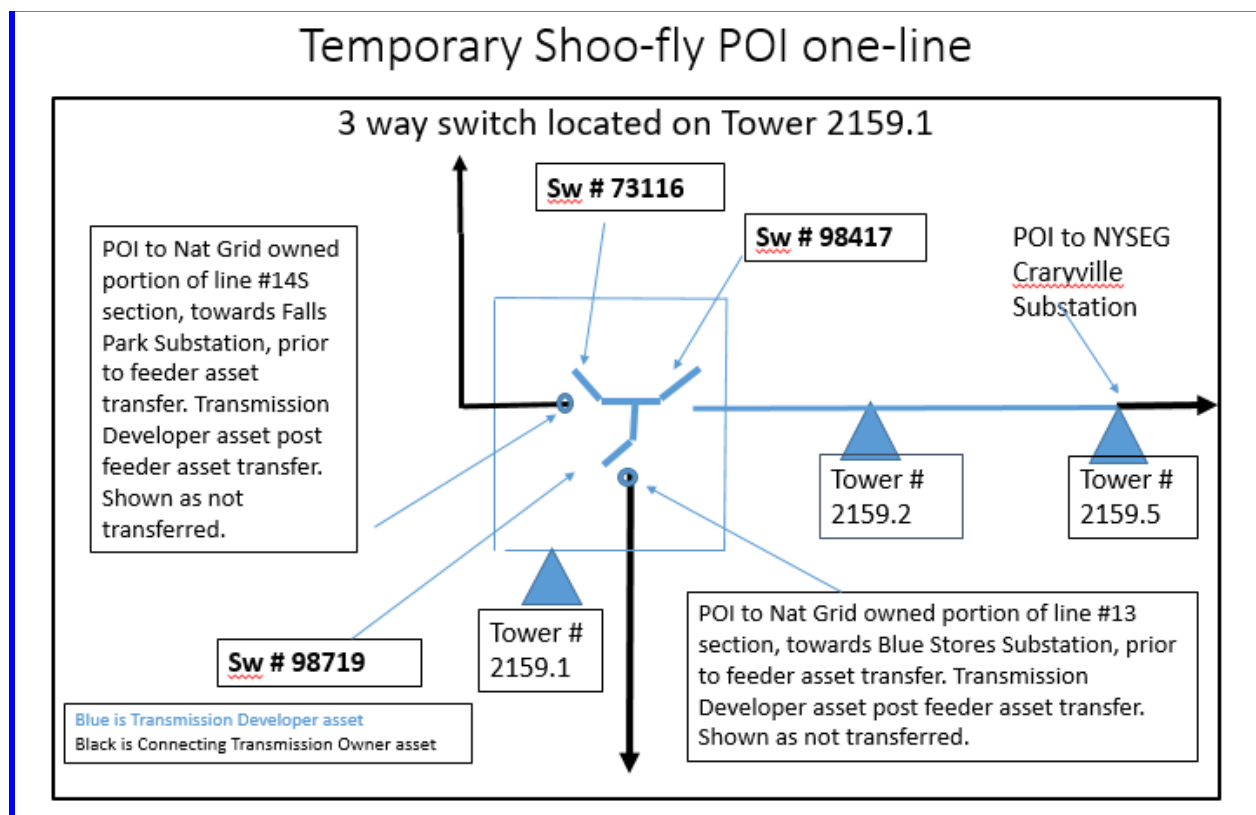 Temporary Shoo-fly POI one-line
3 way switch located on Tower 2159.1
Sw # 73116
Sw # 98417
POI to Nat Grid owned
portion of line #14S
section, towards Falls
Park Substation, prior
to feeder asset
transfer. Transmission
Developer asset post
feeder asset transfer.
Shown as not
transferred.
POI to NYSEG
Craryville
Substation
Tower #
2159.2
Tower #
2159.5
Tower #
2159.1
Sw # 98719
POI to Nat Grid owned portion of line #13
section, towards Blue Stores Substation, prior
to feeder asset transfer. Transmission
Developer asset post feeder asset transfer.
Shown as not transferred.
Blue is Transmission Developer asset
Black is Connecting Transmission Owner asset